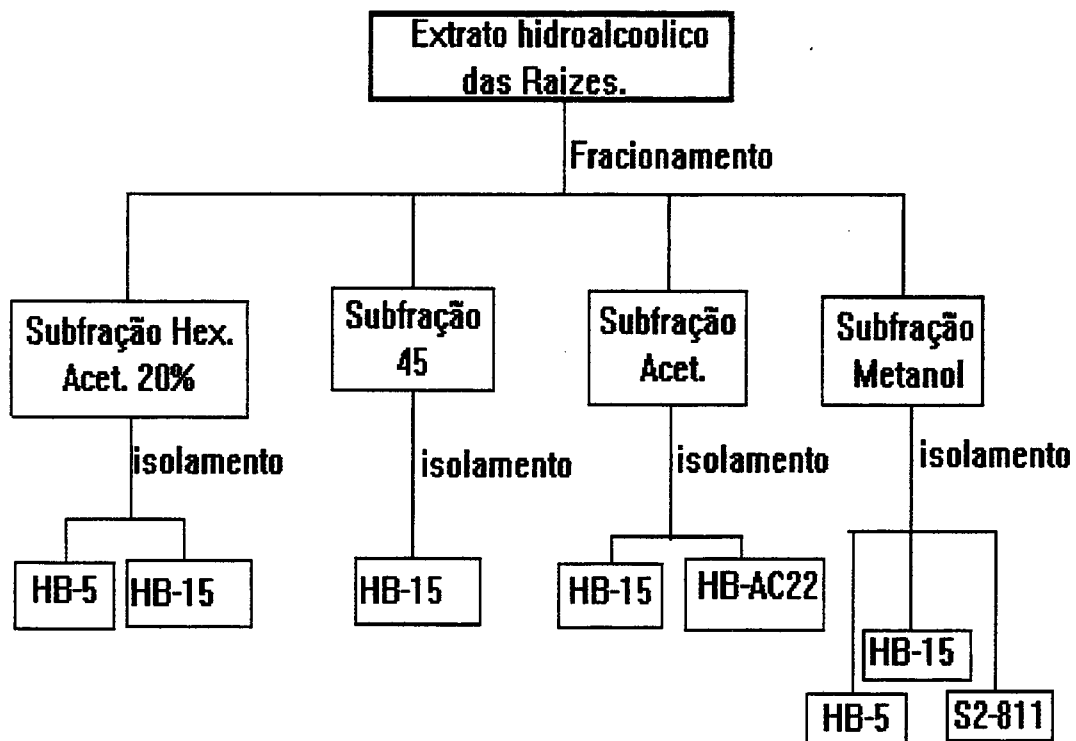 Extrato hidroalcoolico
das Raizes.
Fracionamento
Subfração Hex.
Acet. 20%
Subfração
45
Subfração
Acet.
Subfração
Metanol
isolamento
isolamento
isolamento
isolamento
HB-5
HB-15
HB-15
HB-15
HB-AC22
HB-15
HB-5
S2-811